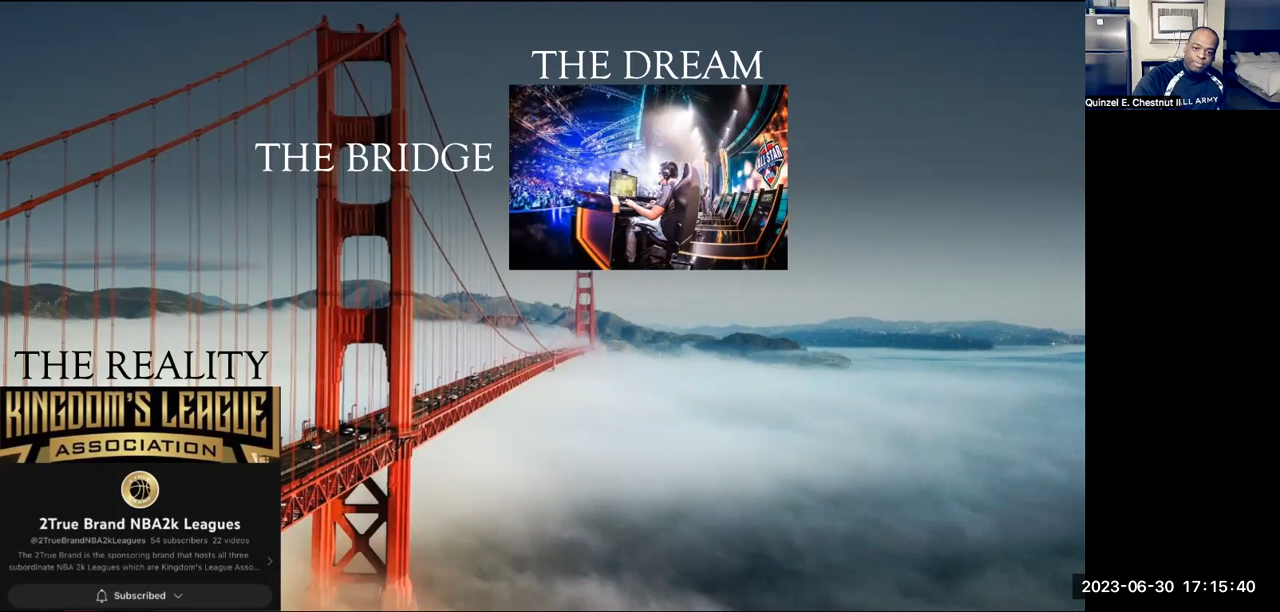 THE DREAM
THE BRIDGE
ALL STAR
THE REALITY
KINGDOM'S LEAGUE
ASSOCIATION
2True Brand NBA2k Leagues
@2TrueBrandNBA2kLeagues 54 subscribers 22 videos
The 2True Brand is the sponsoring brand that hosts all three
subordinate NBA 2k Leagues which are Kingdom's League Asso...
Subscribed
Quinzel E. Chestnut II
LL ARMY
2023-06-30 17:15:40